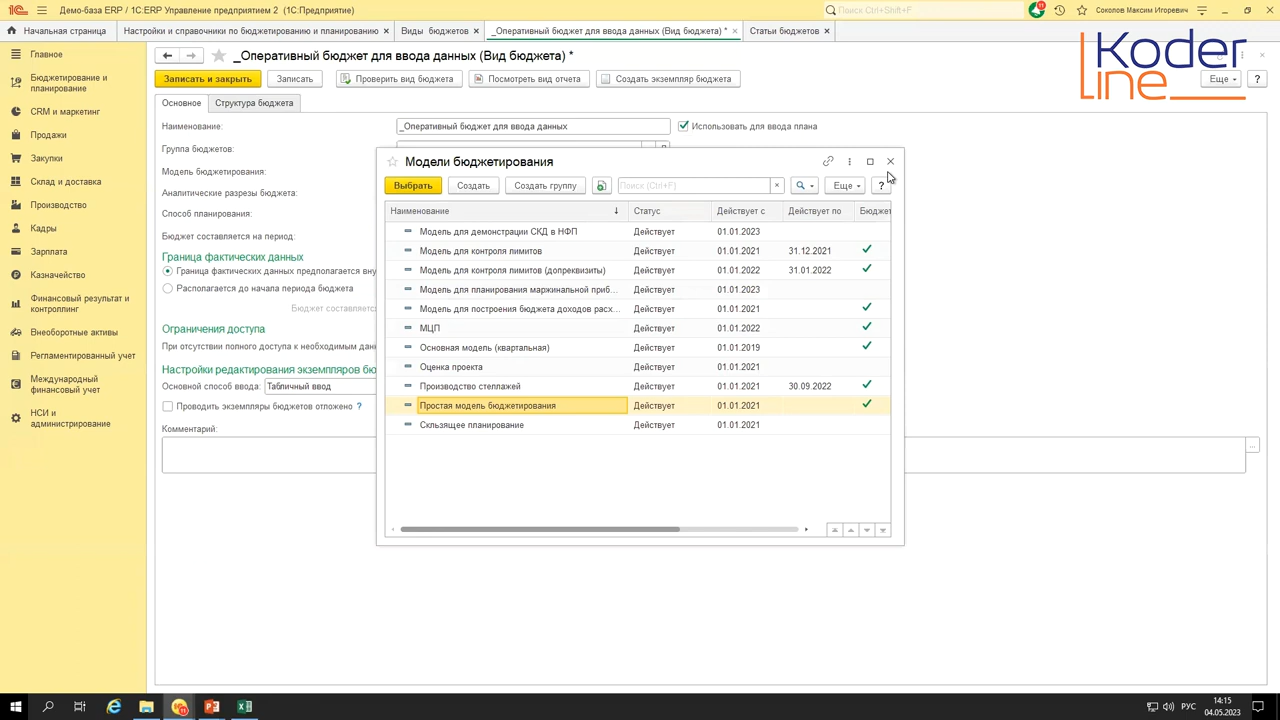 Демо-база ERP / 1C:ERP Управление предприятием 2 (1С:Предприятие)
Поиск Ctrl+Shift+F
11
Соколов Максим Игоревич
Начальная страница
Настройки и справочники по бюджетированию и планированию ×
Виды бюджетов ×
_Оперативный бюджет для ввода данных (Вид бюджета) * ×
Статьи бюджетов ×
Koder
line
Главное
Бюджетирование и
планирование
CRM и маркетинг
Продажи
Закупки
Склад и доставка
Производство
Кадры
Зарплата
Казначейство
Финансовый результат и
контроллинг
Внеоборотные активы
Регламентированный учет
Международный
финансовый учет
НСИ и
администрирование
_Оперативный бюджет для ввода данных (Вид бюджета) *
Записать и закрыть
Записать
Проверить вид бюджета
Посмотреть вид отчета
Создать экземпляр бюджета
Еще
?
Основное
Структура бюджета
Наименование:
_Оперативный бюджет для ввода данных
Использовать для ввода плана
Группа бюджетов:
Модель бюджетирования:
Аналитические разрезы бюджета:
Способ планирования:
Бюджет составляется на период:
Граница фактических данных
Граница фактических данных предполагается вну
Располагается до начала периода бюджета
Бюджет составляетс
Ограничения доступа
При отсутствии полного доступа к необходимым дан
Настройки редактирования экземпляров бю
Основной способ ввода:
Табличный ввод
Проводить экземпляры бюджетов отложено ?
Комментарий:
...
Модели бюджетирования
Выбрать
Создать
Создать группу
Поиск (Ctrl+F)
×
Еще
?
Наименование ↓ Статус Действует с Действует по Бюджет
Модель для демонстрации СКД в НФП Действует 01.01.2023
Модель для контроля лимитов Действует 01.01.2021 31.12.2021
Модель для контроля лимитов (допреквизиты) Действует 01.01.2022 31.01.2022
Модель для планирования маржинальной приб... Действует 01.01.2023
Модель для построения бюджета доходов расх... Действует 01.01.2021
МЦП Действует 01.01.2022
Основная модель (квартальная) Действует 01.01.2019
Оценка проекта Действует 01.01.2021
Производство стеллажей Действует 01.01.2021 30.09.2022
Простая модель бюджетирования Действует 01.01.2021
Скльзящее планирование Действует 01.01.2021
РУС
14:15
04.05.2023